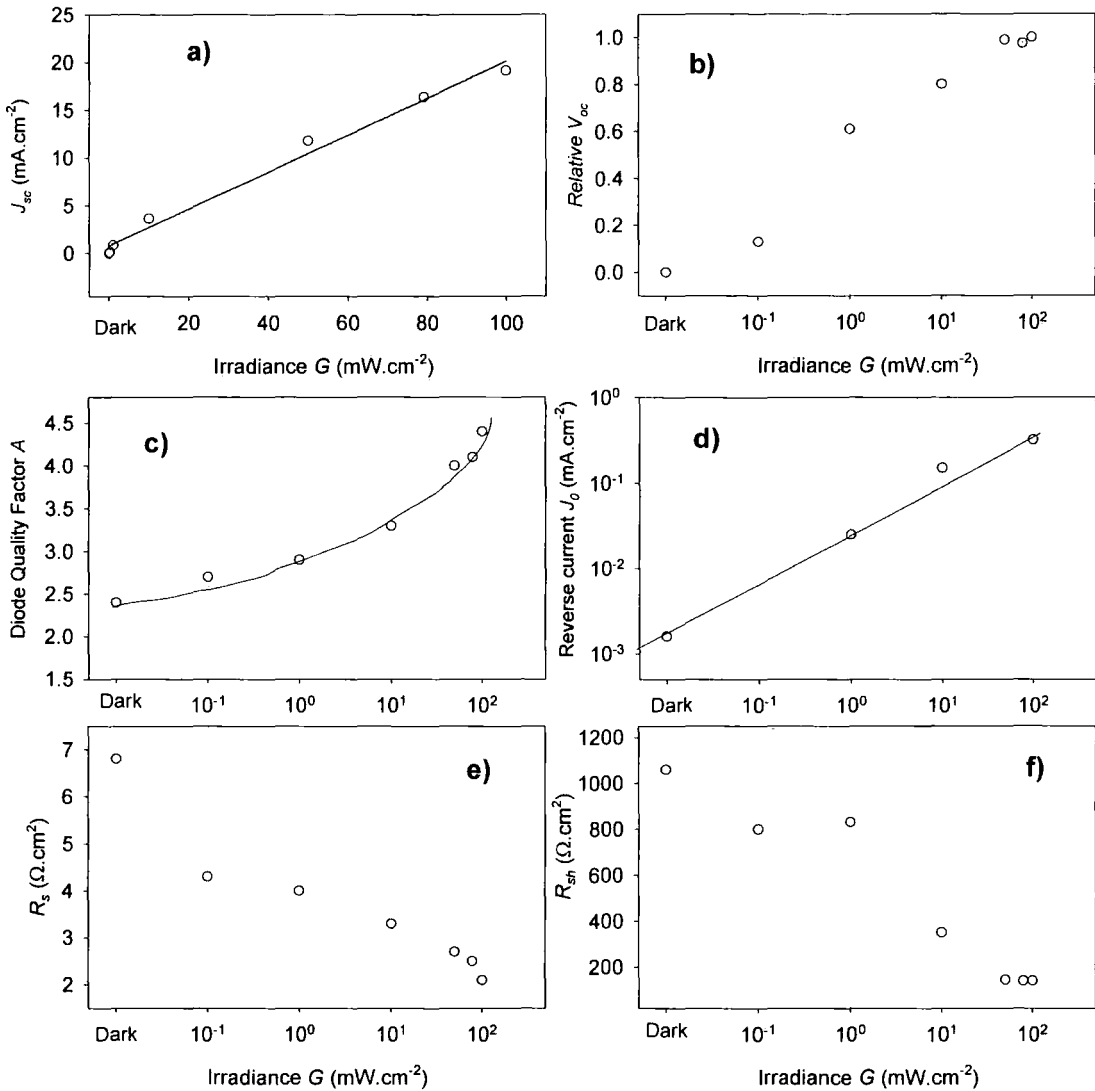 a)
25
20
15
10
5
0
J_sc (mA.cm⁻²)
Dark 20 40 60 80 100
Irradiance G (mW.cm⁻²)
b)
1.0
0.8
0.6
0.4
0.2
0.0
Relative V_oc
Dark 10⁻¹ 10⁰ 10¹ 10²
Irradiance G (mW.cm⁻²)
c)
4.5
4.0
3.5
3.0
2.5
2.0
1.5
Diode Quality Factor A
Dark 10⁻¹ 10⁰ 10¹ 10²
d)
10⁰
10⁻¹
10⁻²
10⁻³
Reverse current J₀ (mA.cm⁻²)
Dark 10⁻¹ 10⁰ 10¹ 10²
e)
7
6
5
4
3
2
R_s (Ω.cm²)
Dark 10⁻¹ 10⁰ 10¹ 10²
Irradiance G (mW.cm⁻²)
f)
1200
1000
800
600
400
200
R_sh (Ω.cm²)
Dark 10⁻¹ 10⁰ 10¹ 10²
Irradiance G (mW.cm⁻²)